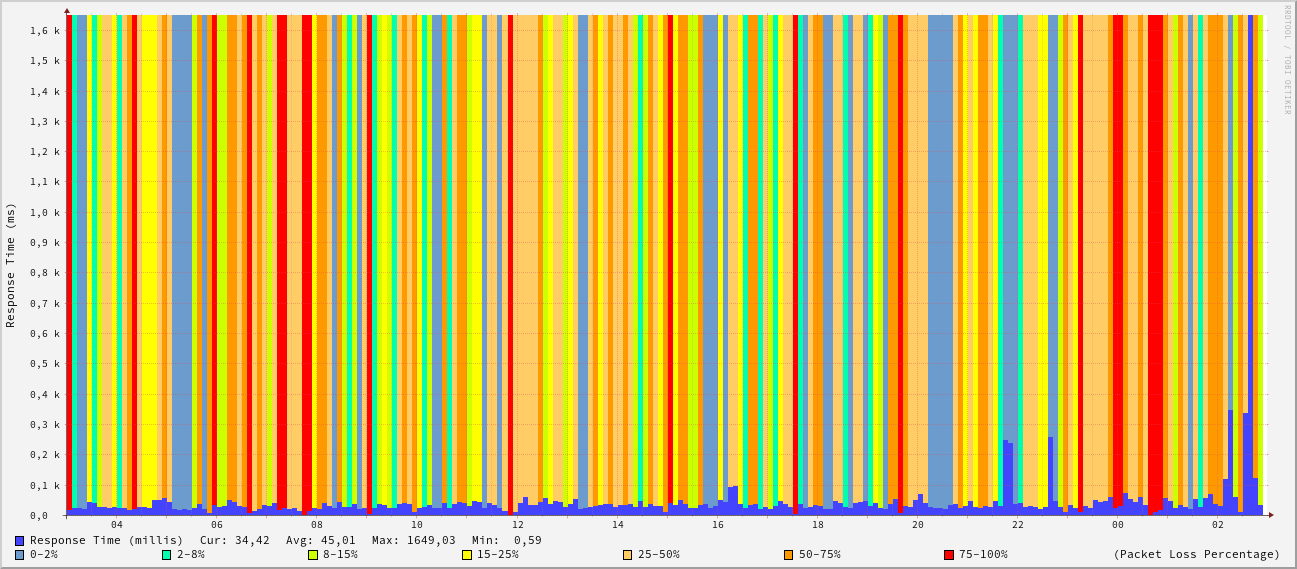 RRDTOOL / TOBI OETIKER
Response Time (ms)
1,6 k
1,5 k
1,4 k
1,3 k
1,2 k
1,1 k
1,0 k
0,9 k
0,8 k
0,7 k
0,6 k
0,5 k
0,4 k
0,3 k
0,2 k
0,1 k
0,0
04 06 08 10 12 14 16 18 20 22 00 02
Response Time (millis) Cur: 34,42 Avg: 45,01 Max: 1649,03 Min: 0,59
0-2% 2-8% 8-15% 15-25% 25-50% 50-75% 75-100% (Packet Loss Percentage)